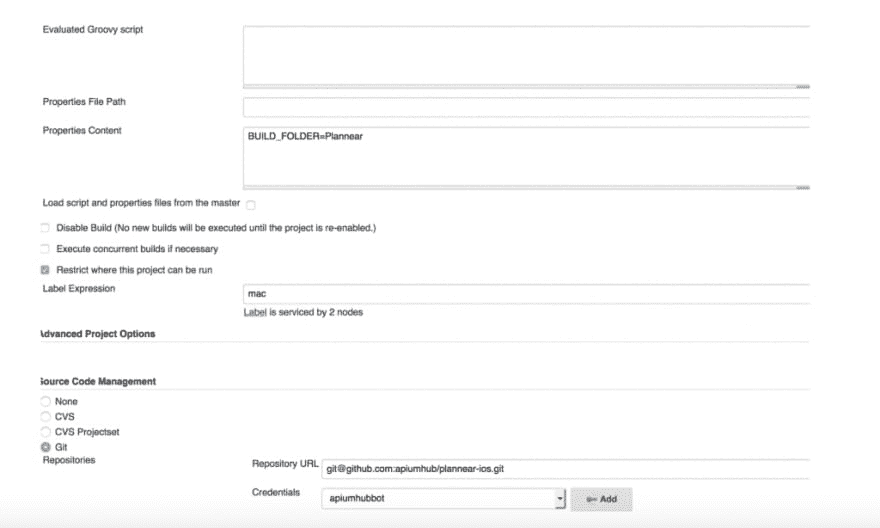 Evaluated Groovy script
Properties File Path
Properties Content
BUILD_FOLDER=Plannear
Load script and properties files from the master
Disable Build (No new builds will be executed until the project is re-enabled.)
Execute concurrent builds if necessary
Restrict where this project can be run
Label Expression
mac
Label is serviced by 2 nodes
Advanced Project Options
Source Code Management
None
CVS
CVS Projectset
Git
Repositories
Repository URL git@github.com:apiumhub/plannear-ios.git
Credentials apiumhubbot Add